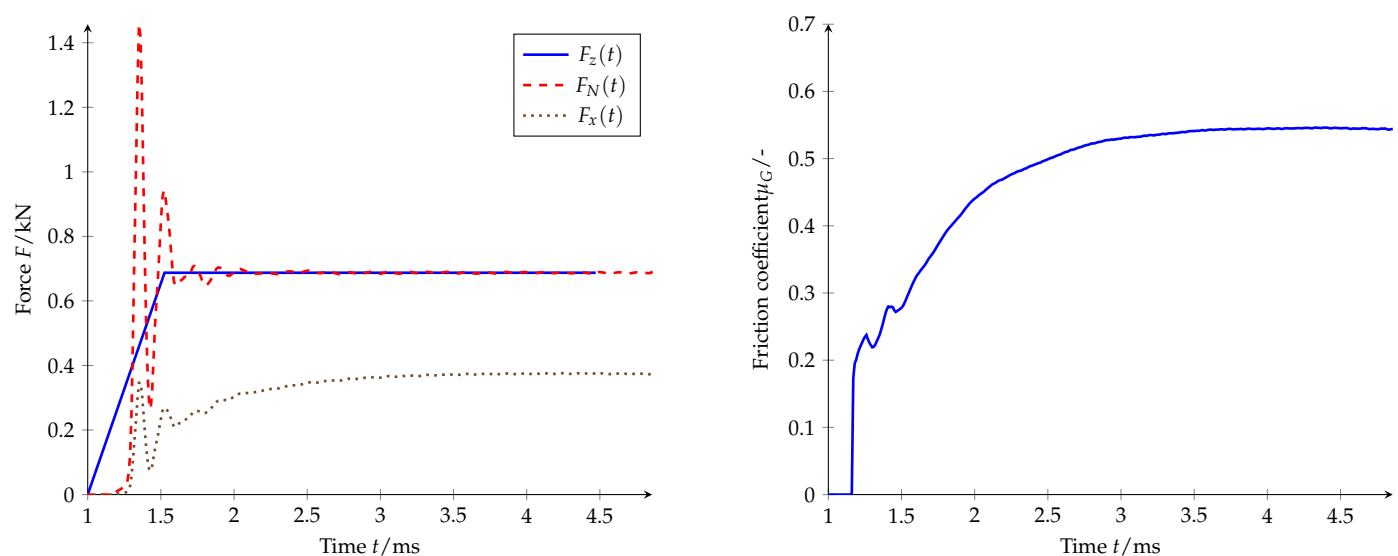 1.4
1.2
1
0.8
0.6
0.4
0.2
0
Force F/kN
1 1.5 2 2.5 3 3.5 4 4.5
Time t/ms
F_z(t)
F_N(t)
F_x(t)
0.7
0.6
0.5
0.4
0.3
0.2
0.1
0
Friction coefficientμ_G/-
1 1.5 2 2.5 3 3.5 4 4.5
Time t/ms